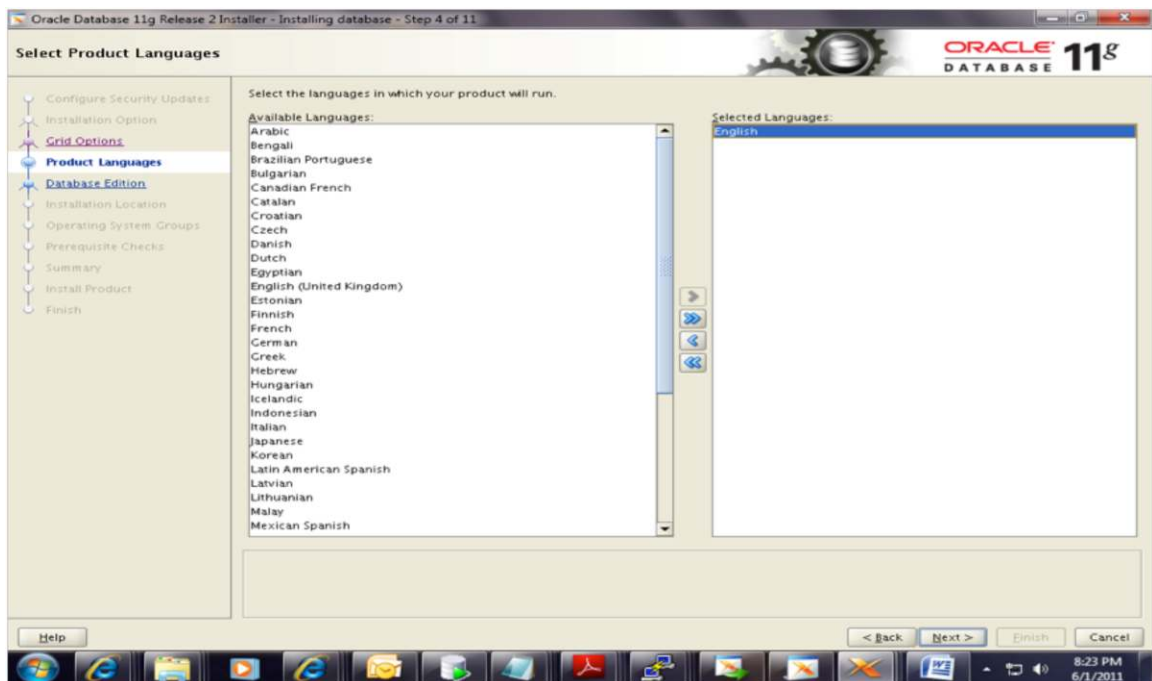 Oracle Database 11g Release 2 Installer - Installing database - Step 4 of 11
Select Product Languages
ORACLE
DATABASE
11g
Configure Security Updates
Installation Option
Grid Options
Product Languages
Database Edition
Installation Location
Operating System Groups
Prerequisite Checks
Summary
Install Product
Finish
Select the languages in which your product will run.
Available Languages:
Arabic
Bengali
Brazilian Portuguese
Bulgarian
Canadian French
Catalan
Croatian
Czech
Danish
Dutch
Egyptian
English (United Kingdom)
Estonian
Finnish
French
German
Greek
Hebrew
Hungarian
Icelandic
Indonesian
Italian
Japanese
Korean
Latin American Spanish
Latvian
Lithuanian
Malay
Mexican Spanish
Selected Languages:
English
Help
< Back
Next >
Finish
Cancel
8:23 PM
6/1/2011